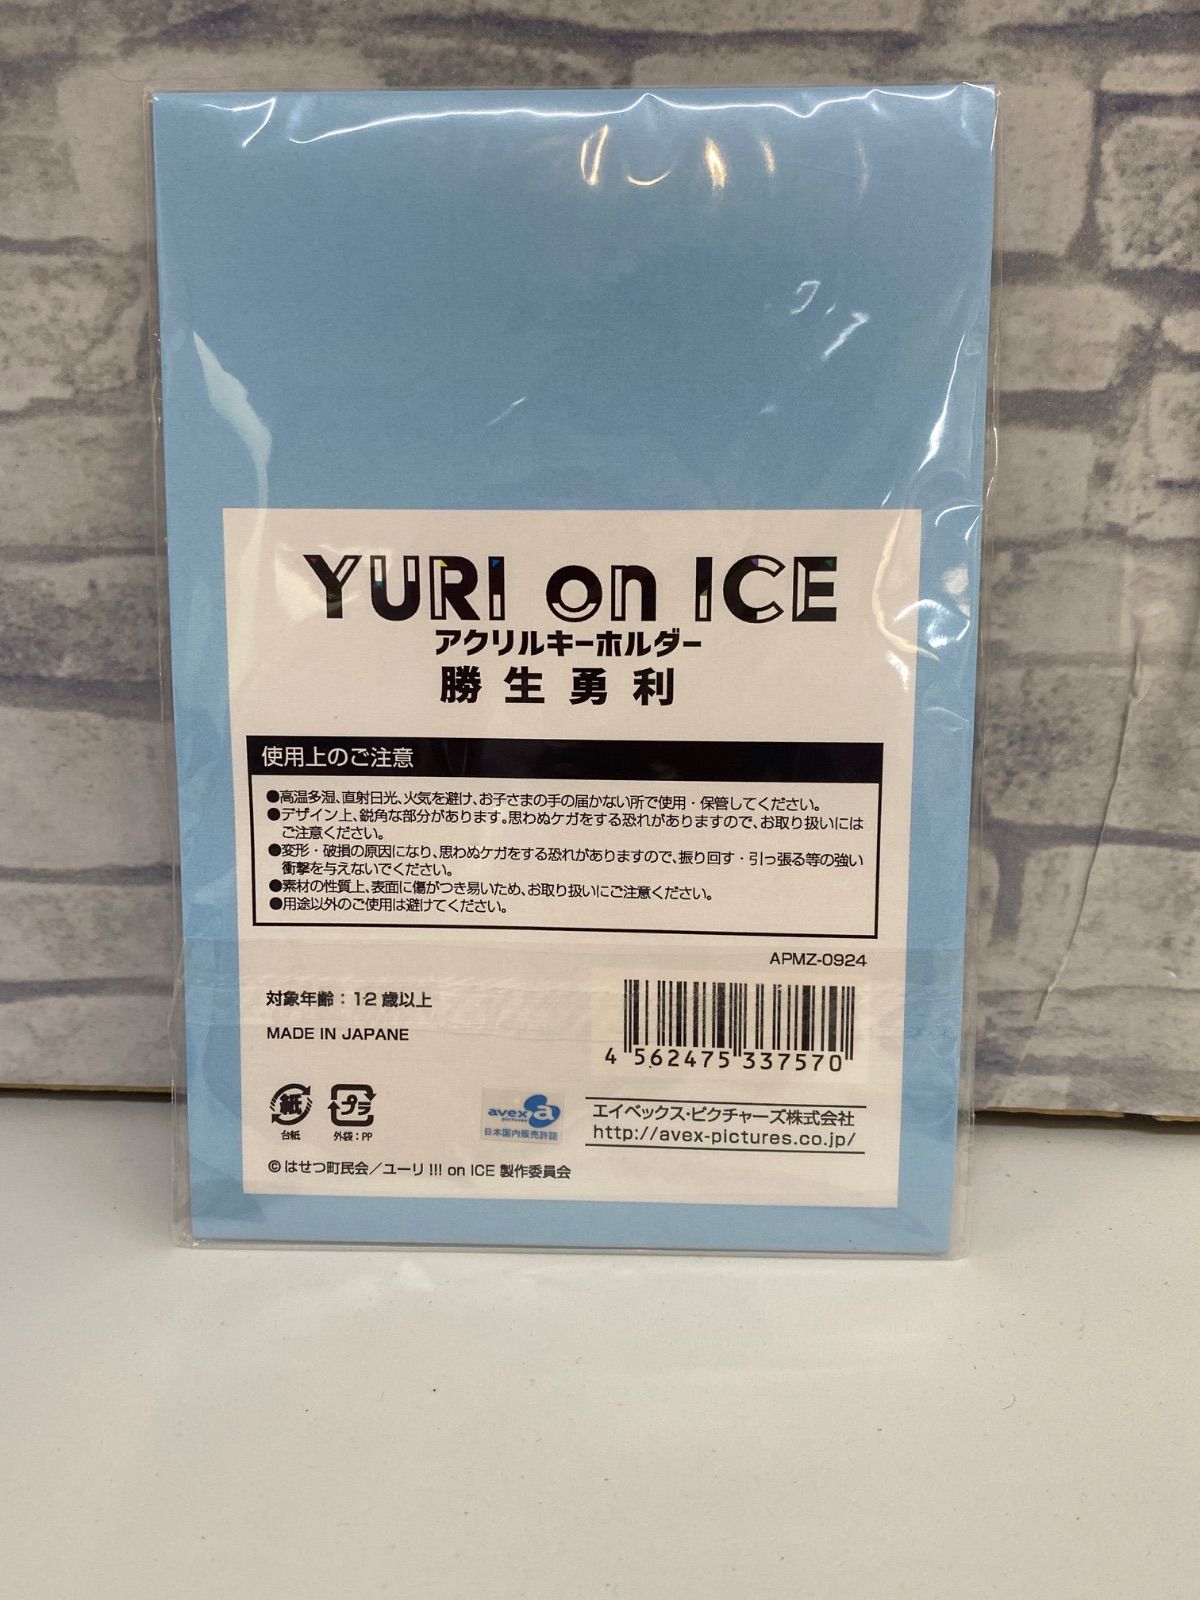 YURI on ICE
アクリルキーホルダー
勝生勇利
使用上のご注意
●高温多湿、直射日光、火気を避け、お子さまの手の届かない所で使用・保管してください。
●デザイン上、鋭角な部分があります。思わぬケガをする恐れがありますので、お取り扱いには
ご注意ください。
●変形・破損の原因になり、思わぬケガをする恐れがありますので、振り回す・引っ張る等の強い
衝撃を与えないでください。
●素材の性質上、表面に傷がつき易いため、お取り扱いにご注意ください。
●用途以外のご使用は避けてください。
APMZ-0924
対象年齢：12歳以上
MADE IN JAPANE
4 562475 337570
紙
台紙
プラ
外袋：PP
avex
pictures
日本国内販売許諾
エイベックス・ピクチャーズ株式会社
http://avex-pictures.co.jp/
©はせつ町民会／ユーリ!!! on ICE 製作委員会